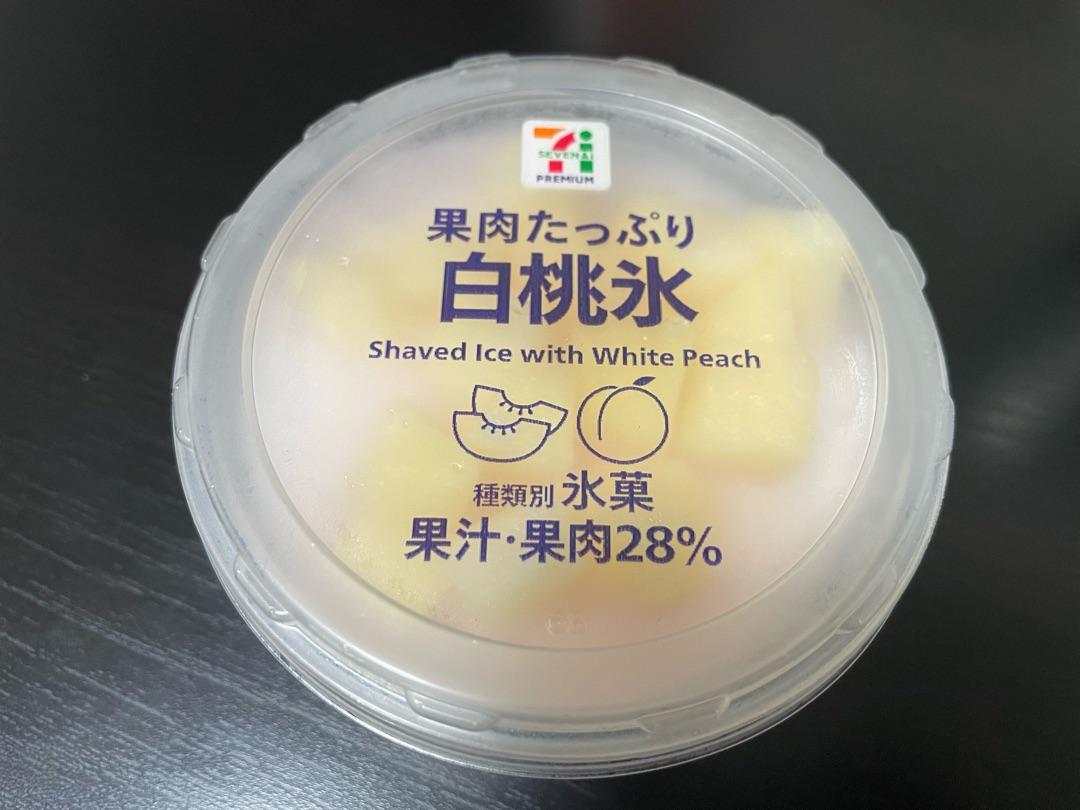 SEVEN&i
PREMIUM
果肉たっぷり
白桃氷
Shaved Ice with White Peach
種類別 氷菓
果汁・果肉28%